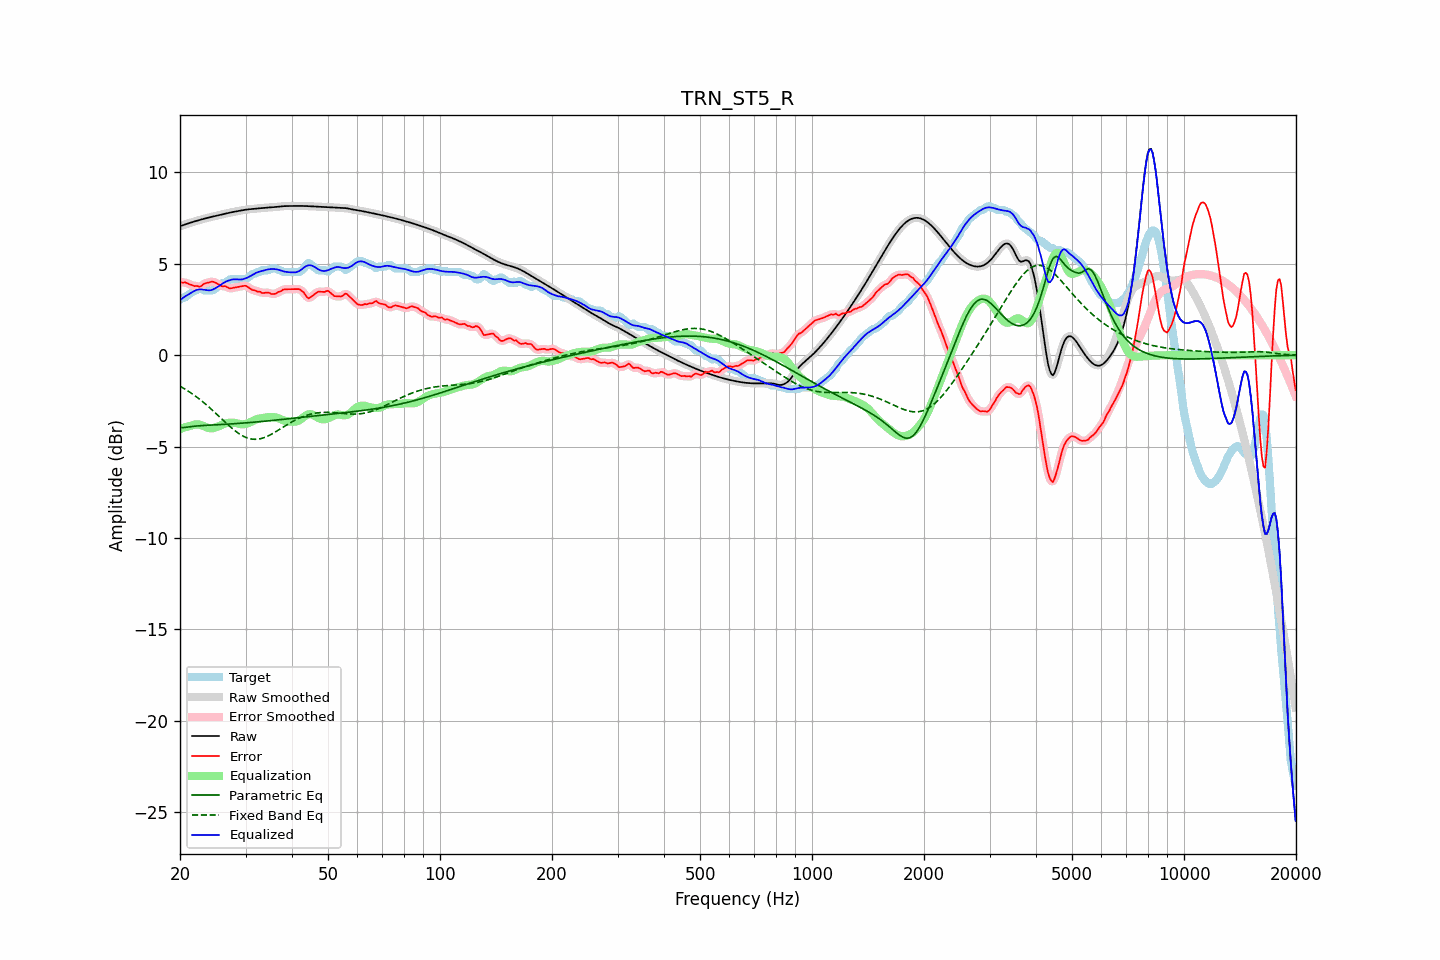 TRN_ST5_R
Amplitude (dBr)
10
5
0
−5
−10
−15
−20
−25
Target
Raw Smoothed
Error Smoothed
Raw
Error
Equalization
Parametric Eq
Fixed Band Eq
Equalized
20 50 100 200 500 1000 2000 5000 10000 20000
Frequency (Hz)